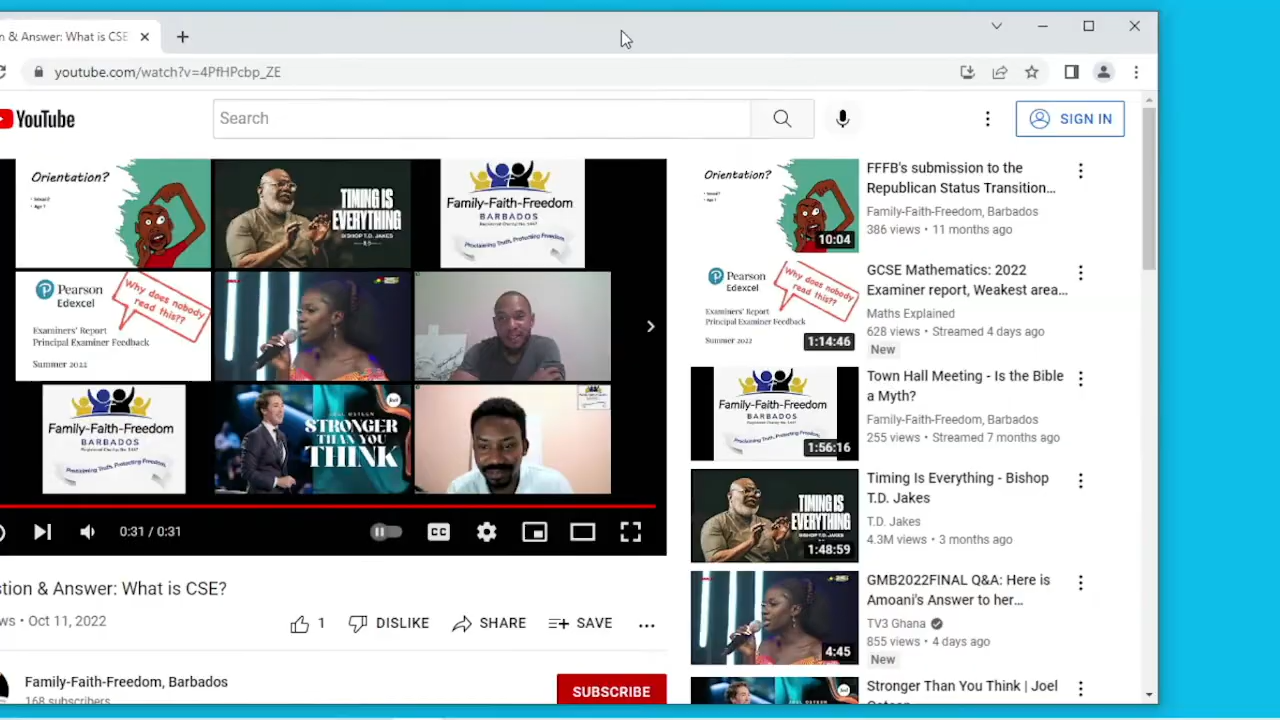 n & Answer: What is CSE
youtube.com/watch?v=4PfHPcbp_ZE
YouTube
Search
SIGN IN
Orientation?
TIMING IS
EVERYTHING
BISHOP T.D. JAKES
Family-Faith-Freedom
BARBADOS
Proclaiming Truth, Protecting Freedom.
Pearson
Edexcel
Why does nobody
read this??
Examiners' Report
Principal Examiner Feedback
Summer 2022
Family-Faith-Freedom
BARBADOS
Proclaiming Truth, Protecting Freedom.
JOEL OSTEEN
STRONGER
THAN YOU
THINK
0:31 / 0:31
CC
stion & Answer: What is CSE?
ws • Oct 11, 2022
1
DISLIKE
SHARE
SAVE
Family-Faith-Freedom, Barbados
168 subscribers
SUBSCRIBE
Orientation?
10:04
FFFB's submission to the
Republican Status Transition...
Family-Faith-Freedom, Barbados
386 views • 11 months ago
Pearson
Edexcel
Why does nobody
read this??
Examiners' Report
Principal Examiner Feedback
Summer 2022
1:14:46
GCSE Mathematics: 2022
Examiner report, Weakest area...
Maths Explained
628 views • Streamed 4 days ago
New
Family-Faith-Freedom
BARBADOS
Proclaiming Truth, Protecting Freedom.
1:56:16
Town Hall Meeting - Is the Bible
a Myth?
Family-Faith-Freedom, Barbados
255 views • Streamed 7 months ago
TIMING IS
EVERYTHING
1:48:59
Timing Is Everything - Bishop
T.D. Jakes
T.D. Jakes
4.3M views • 3 months ago
4:45
GMB2022FINAL Q&A: Here is
Amoani's Answer to her...
TV3 Ghana
855 views • 4 days ago
New
Stronger Than You Think | Joel